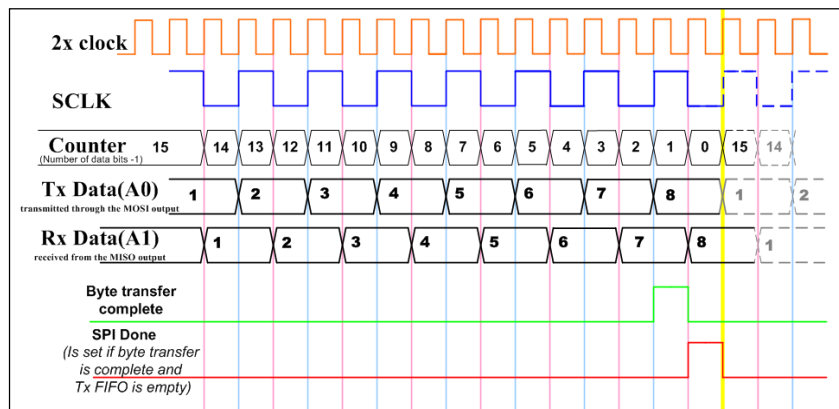 2x clock
SCLK
Counter
(Number of data bits -1)
15 14 13 12 11 10 9 8 7 6 5 4 3 2 1 0 15 14
Tx Data(A0)
transmitted through the MOSI output
1 2 3 4 5 6 7 8 1 2
Rx Data(A1)
received from the MISO output
1 2 3 4 5 6 7 8 1
Byte transfer
complete
SPI Done
(Is set if byte transfer
is complete and
Tx FIFO is empty)